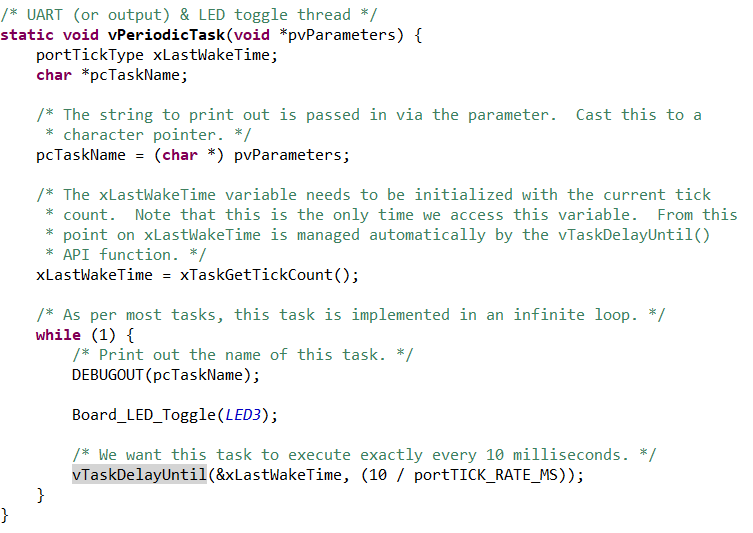 /* UART (or output) & LED toggle thread */
static void vPeriodicTask(void *pvParameters) {
    portTickType xLastWakeTime;
    char *pcTaskName;

    /* The string to print out is passed in via the parameter.  Cast this to a
     * character pointer. */
    pcTaskName = (char *) pvParameters;

    /* The xLastWakeTime variable needs to be initialized with the current tick
     * count.  Note that this is the only time we access this variable.  From this
     * point on xLastWakeTime is managed automatically by the vTaskDelayUntil()
     * API function. */
    xLastWakeTime = xTaskGetTickCount();

    /* As per most tasks, this task is implemented in an infinite loop. */
    while (1) {
        /* Print out the name of this task. */
        DEBUGOUT(pcTaskName);

        Board_LED_Toggle(LED3);

        /* We want this task to execute exactly every 10 milliseconds. */
        vTaskDelayUntil(&xLastWakeTime, (10 / portTICK_RATE_MS));
    }
}